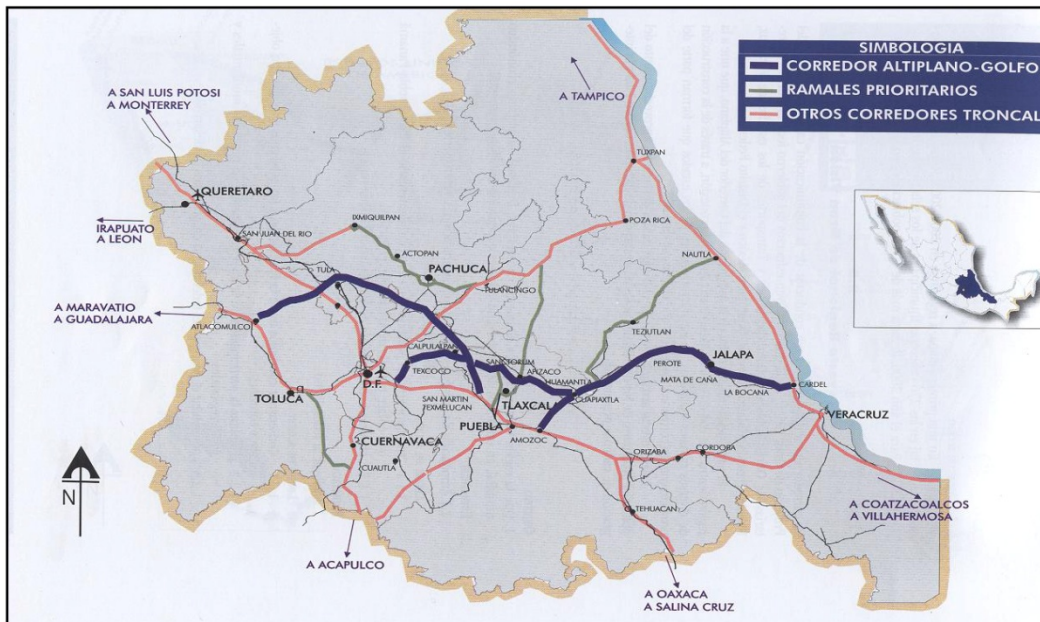 SIMBOLOGIA
CORREDOR ALTIPLANO-GOLFO
RAMALES PRIORITARIOS
OTROS CORREDORES TRONCAL
A SAN LUIS POTOSI
A MONTERREY
A TAMPICO
TUXPAN
QUERETARO
IXMIQUILPAN
POZA RICA
IRAPUATO
A LEON
SAN JUAN DEL RIO
ACTOPAN
NAUTLA
PACHUCA
TULA
TULANCINGO
A MARAVATIO
A GUADALAJARA
ATLACOMULCO
TEZIUTLAN
CALPULALPAN
SANCTORUM
APIZACO
JALAPA
TEXCOCO
PEROTE
D.F.
HUAMANTLA
MATA DE CAÑA
CARDEL
TOLUCA
SAN MARTIN
TEXMELUCAN
TLAXCALA
CUAPIAXTLA
LA BOCANA
VERACRUZ
PUEBLA
AMOZOC
CUERNAVACA
ORIZABA
CORDOBA
CUAUTLA
N
TEHUACAN
A COATZACOALCOS
A VILLAHERMOSA
A ACAPULCO
A OAXACA
A SALINA CRUZ